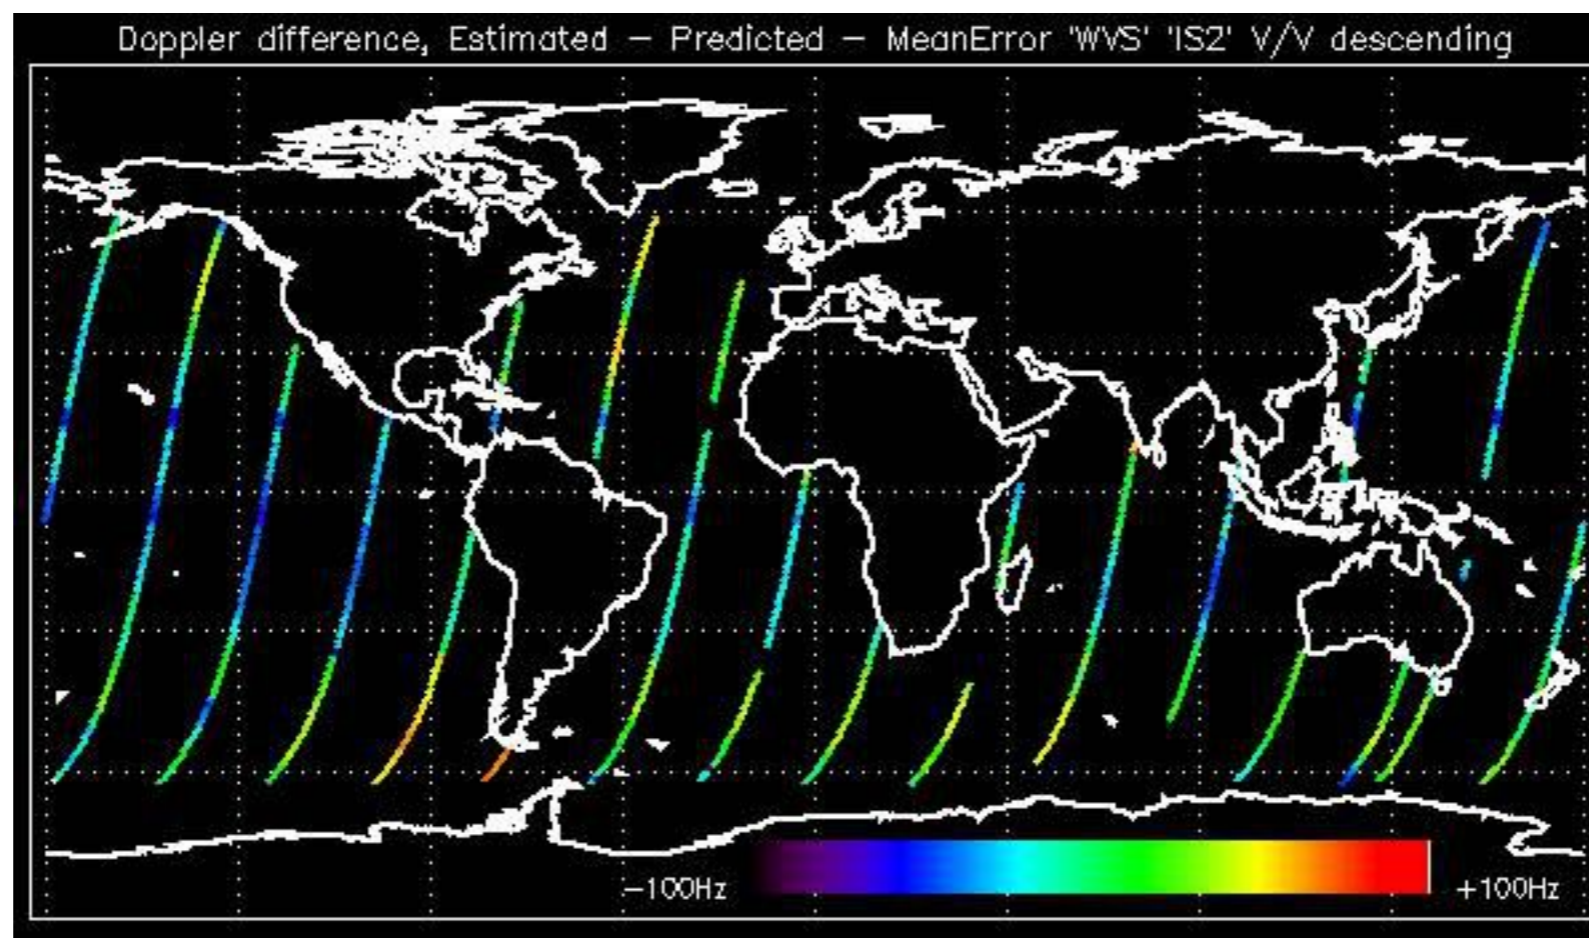 Doppler difference, Estimated – Predicted – MeanError 'WVS' 'IS2' V/V descending
–100Hz +100Hz